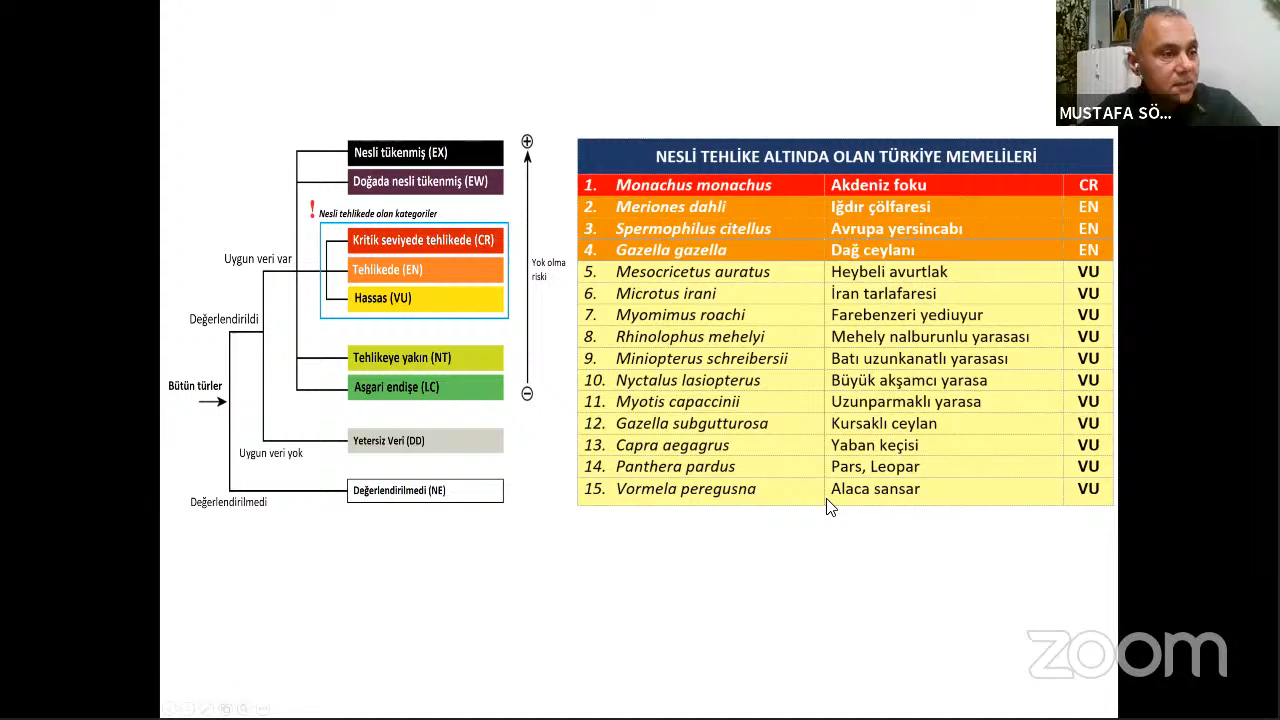 MUSTAFA SÖ...
Nesli tükenmiş (EX)
Doğada nesli tükenmiş (EW)
! Nesli tehlikede olan kategoriler
Kritik seviyede tehlikede (CR)
Uygun veri var
Tehlikede (EN)
Hassas (VU)
Yok olma
riski
Değerlendirildi
Tehlikeye yakın (NT)
Bütün türler
Asgari endişe (LC)
Yetersiz Veri (DD)
Uygun veri yok
Değerlendirilmedi (NE)
Değerlendirilmedi
NESLİ TEHLİKE ALTINDA OLAN TÜRKİYE MEMELİLERİ
1. Monachus monachus Akdeniz foku CR
2. Meriones dahli Iğdır çölfaresi EN
3. Spermophilus citellus Avrupa yersincabı EN
4. Gazella gazella Dağ ceylanı EN
5. Mesocricetus auratus Heybeli avurtlak VU
6. Microtus irani İran tarlafaresi VU
7. Myomimus roachi Farebenzeri yediuyur VU
8. Rhinolophus mehelyi Mehely nalburunlu yarasası VU
9. Miniopterus schreibersii Batı uzunkanatlı yarasası VU
10. Nyctalus lasiopterus Büyük akşamcı yarasa VU
11. Myotis capaccinii Uzunparmaklı yarasa VU
12. Gazella subgutturosa Kursaklı ceylan VU
13. Capra aegagrus Yaban keçisi VU
14. Panthera pardus Pars, Leopar VU
15. Vormela peregusna Alaca sansar VU
zoom